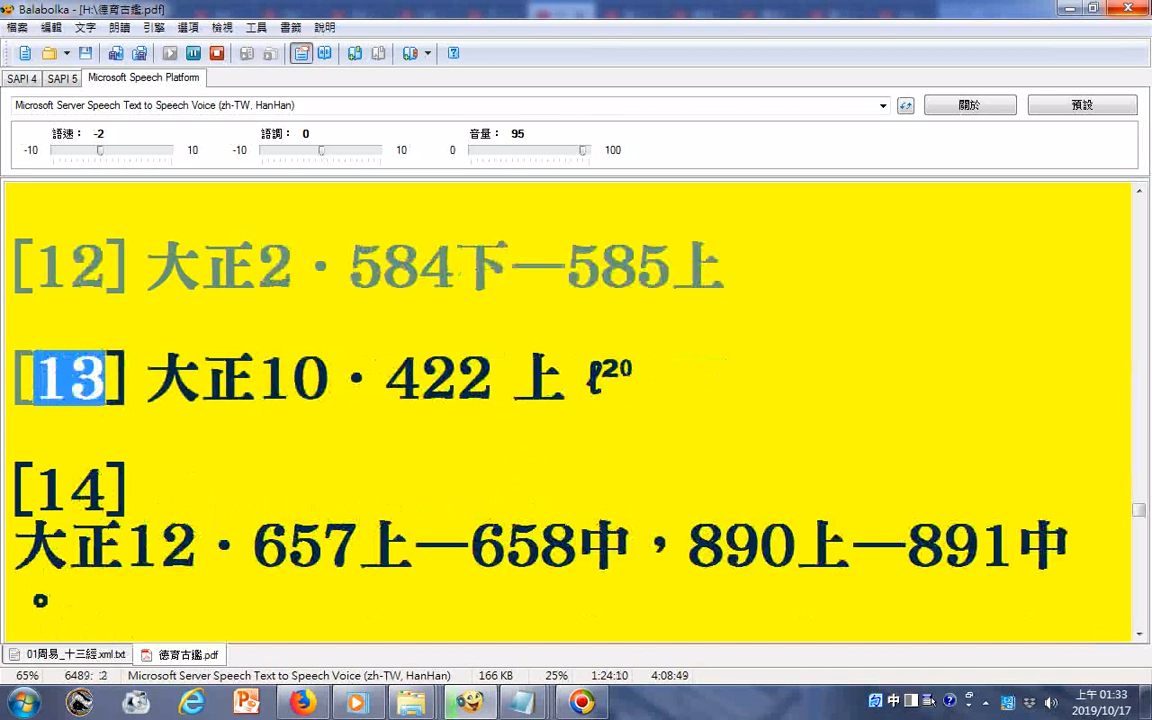 Balabolka - [H:\德育古鑑.pdf]
檔案 編輯 文字 朗讀 引擎 選項 檢視 工具 書籤 說明
SAPI 4 SAPI 5 Microsoft Speech Platform
Microsoft Server Speech Text to Speech Voice (zh-TW, HanHan) 關於 預設
語速： -2 語調： 0 音量： 95
-10 10 -10 10 0 100
[12] 大正2．584下—585上
[13] 大正10．422 上 ℓ20
[14]
大正12．657上—658中，890上—891中
。
01周易_十三經.xml.txt 德育古鑑.pdf
65% 6489: :2 Microsoft Server Speech Text to Speech Voice (zh-TW, HanHan) 166 KB 25% 1:24:10 4:08:49
中 上午 01:33
2019/10/17